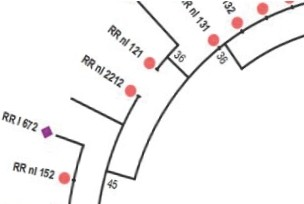 RR nl 131
RR nl 121
36
36
RR nl 2212
RR l 672
RR nl 152
45